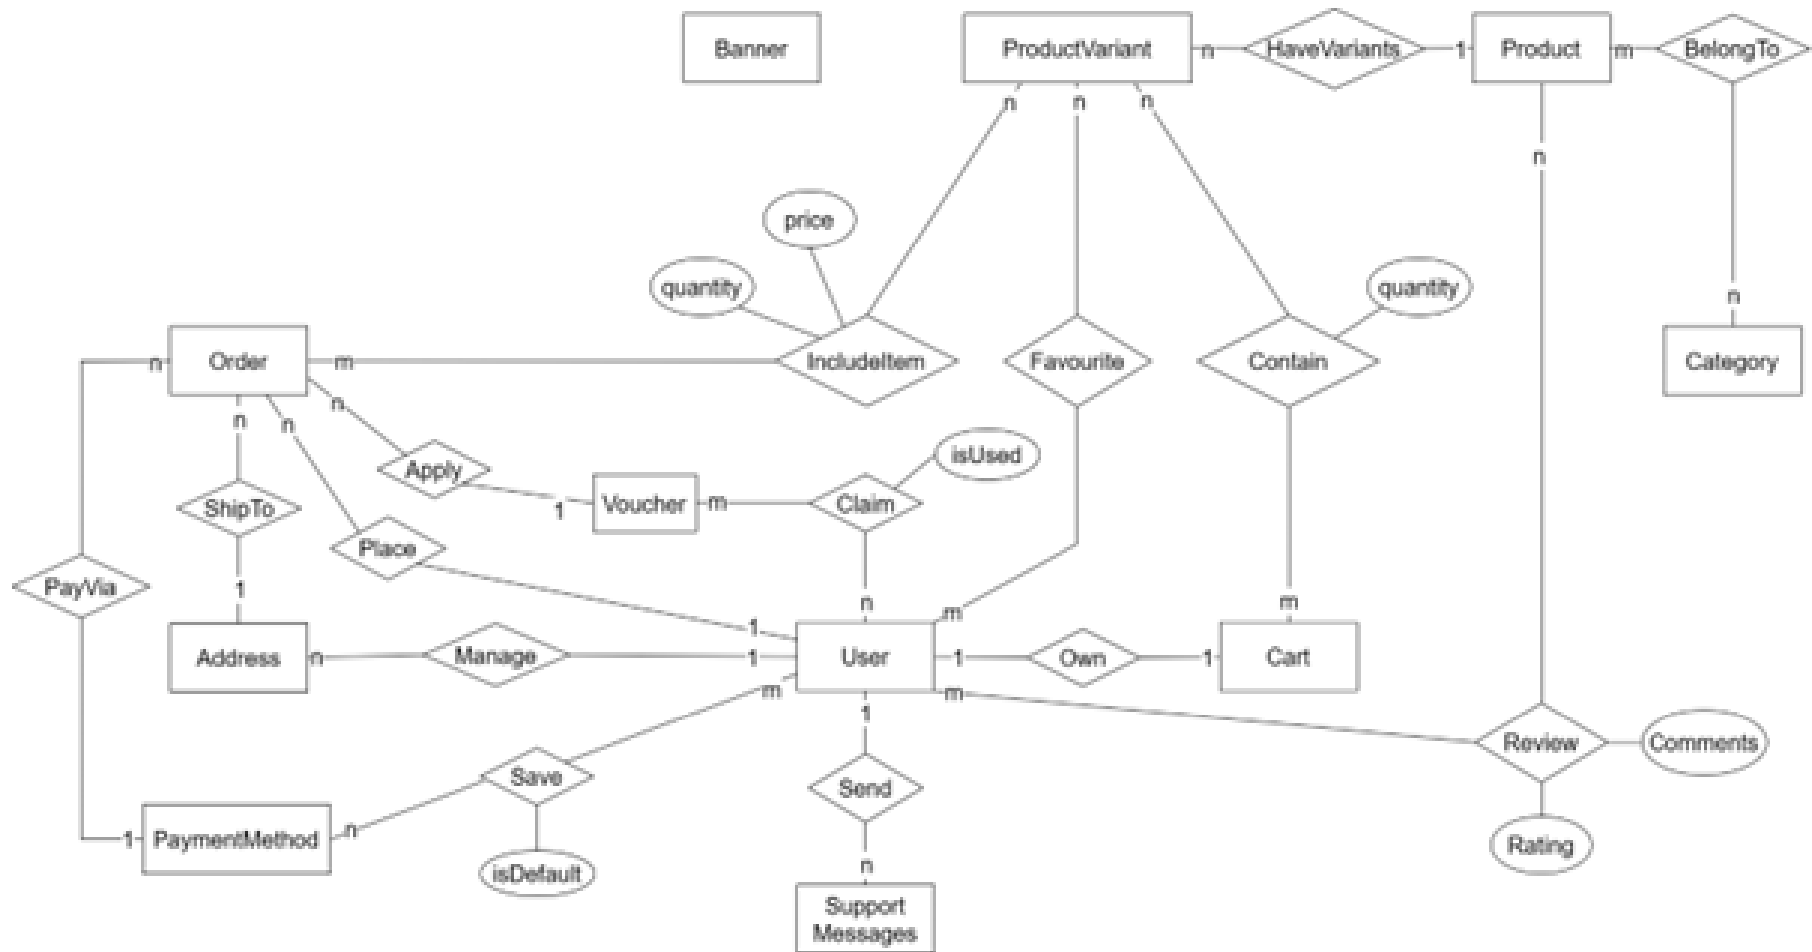 Banner
ProductVariant
n
HaveVariants
1
Product
m
BelongTo
n
n
n
n
n
price
quantity
quantity
n
Order
m
IncludeItem
Favourite
Contain
Category
n
n
n
Apply
isUsed
1
Voucher
m
Claim
ShipTo
Place
PayVia
1
n
m
m
1
Address
n
Manage
1
User
1
Own
1
Cart
m
m
1
Review
Comments
Save
Send
1
PaymentMethod
n
isDefault
n
Rating
Support
Messages